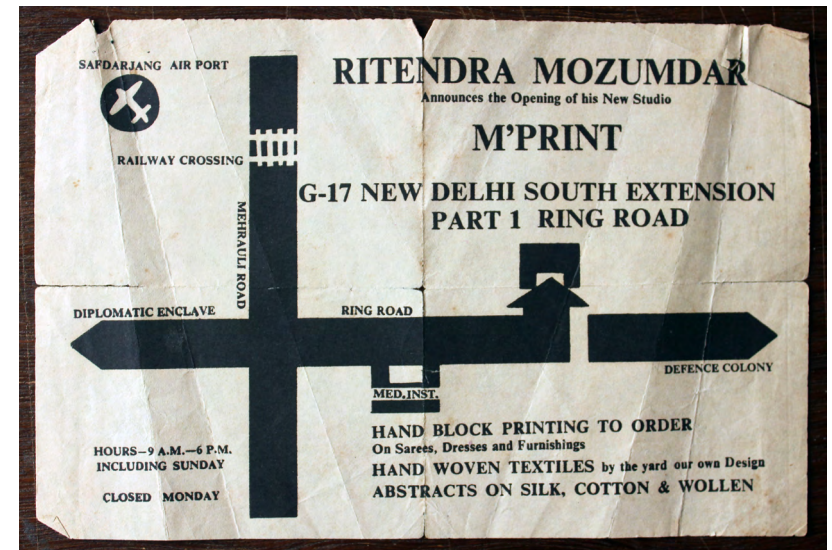 SAFDARJANG AIR PORT
RITENDRA MOZUMDAR
Announces the Opening of his New Studio
M'PRINT
RAILWAY CROSSING
G-17 NEW DELHI SOUTH EXTENSION
PART 1 RING ROAD
MEHRAULI ROAD
DIPLOMATIC ENCLAVE
RING ROAD
DEFENCE COLONY
MED.INST.
HAND BLOCK PRINTING TO ORDER
On Sarees, Dresses and Furnishings
HAND WOVEN TEXTILES by the yard our own Design
ABSTRACTS ON SILK, COTTON & WOLLEN
HOURS–9 A.M.–6 P.M.
INCLUDING SUNDAY
CLOSED MONDAY